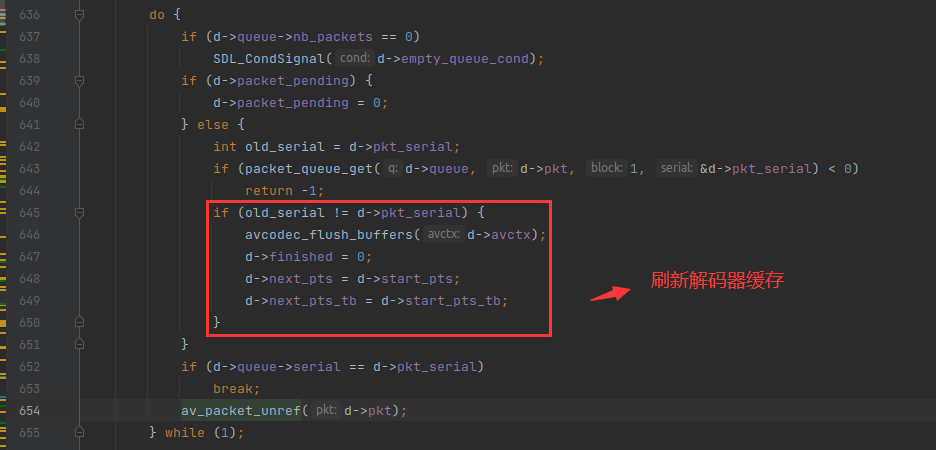 636 do {
637 if (d->queue->nb_packets == 0)
638 SDL_CondSignal( cond: d->empty_queue_cond);
639 if (d->packet_pending) {
640 d->packet_pending = 0;
641 } else {
642 int old_serial = d->pkt_serial;
643 if (packet_queue_get( q: d->queue, pkt: d->pkt, block: 1, serial: &d->pkt_serial) < 0)
644 return -1;
645 if (old_serial != d->pkt_serial) {
646 avcodec_flush_buffers( avctx: d->avctx);
647 d->finished = 0;
648 d->next_pts = d->start_pts;
649 d->next_pts_tb = d->start_pts_tb;
650 }
651 }
652 if (d->queue->serial == d->pkt_serial)
653 break;
654 av_packet_unref( pkt: d->pkt);
655 } while (1);
刷新解码器缓存